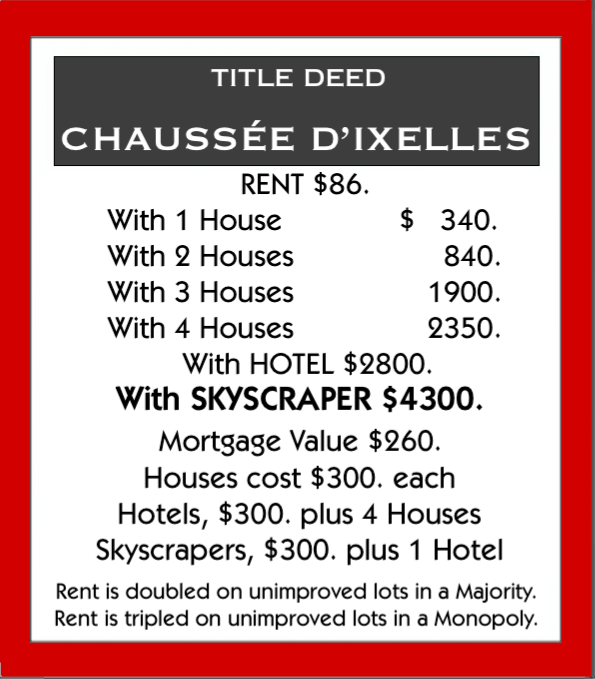 TITLE DEED
CHAUSSÉE D’IXELLES
RENT $86.
With 1 House $ 340.
With 2 Houses 840.
With 3 Houses 1900.
With 4 Houses 2350.
With HOTEL $2800.
With SKYSCRAPER $4300.
Mortgage Value $260.
Houses cost $300. each
Hotels, $300. plus 4 Houses
Skyscrapers, $300. plus 1 Hotel
Rent is doubled on unimproved lots in a Majority.
Rent is tripled on unimproved lots in a Monopoly.